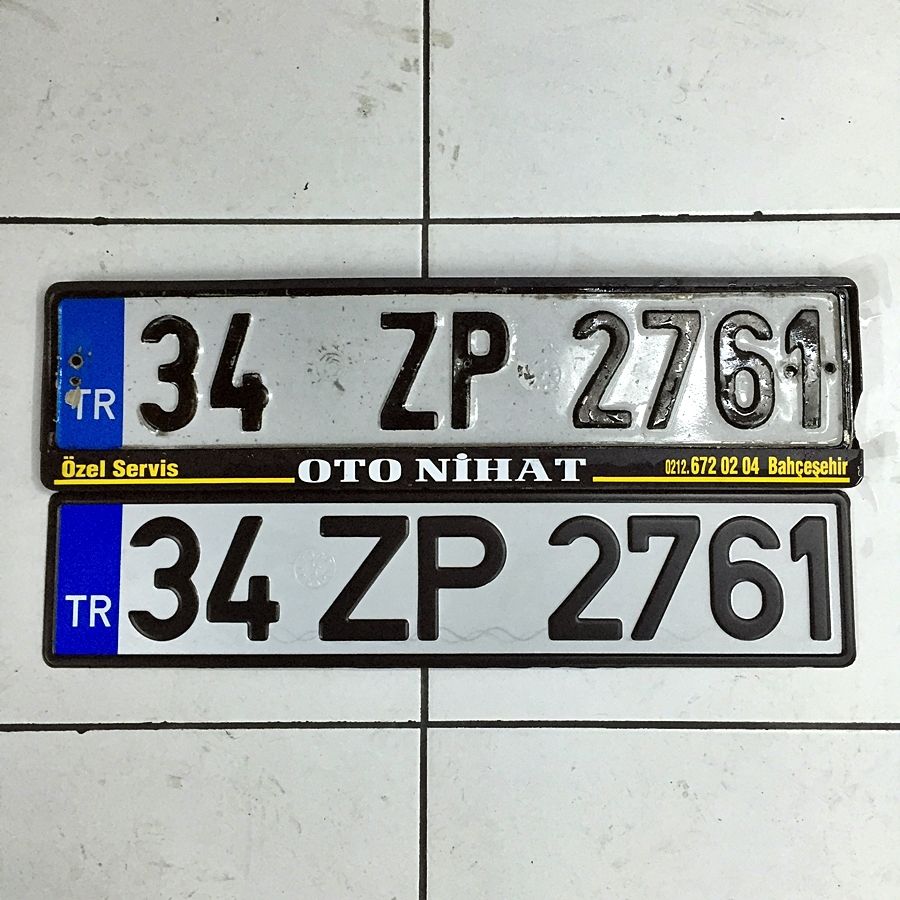 TR 34 ZP 2761
Özel Servis OTO NİHAT 0212.672 02 04 Bahçeşehir
TR 34 ZP 2761